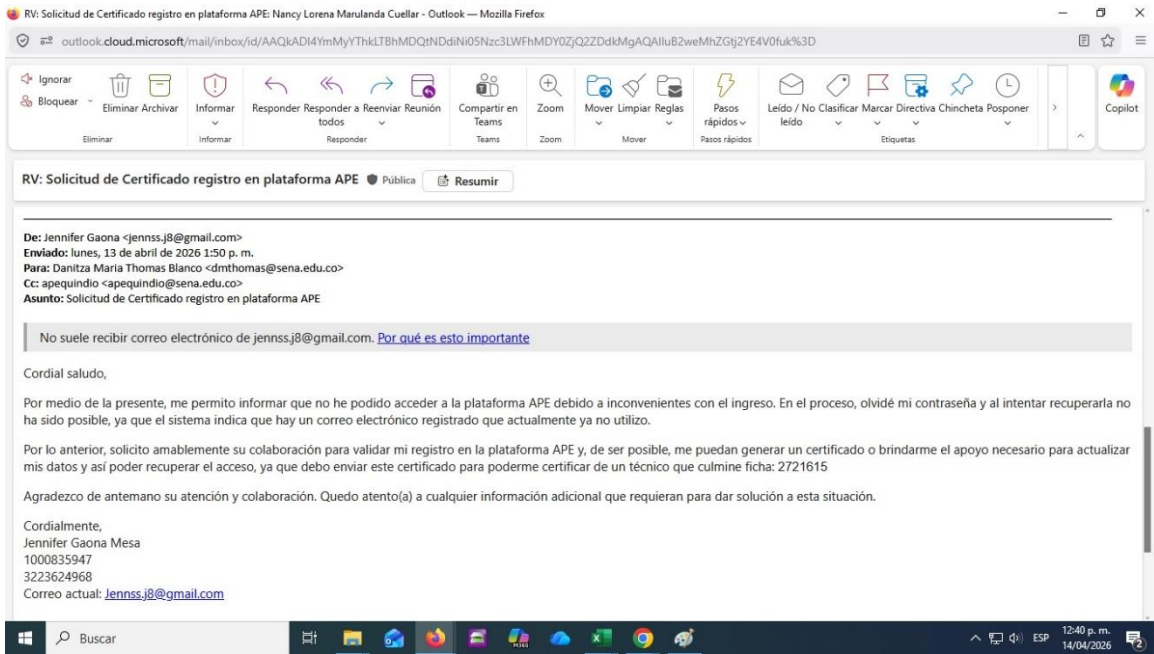 RV: Solicitud de Certificado registro en plataforma APE: Nancy Lorena Marulanda Cuellar - Outlook — Mozilla Firefox
outlook.cloud.microsoft/mail/inbox/id/
Ignorar
Bloquear
Eliminar Archivar
Informar
Responder Responder a todos Reenviar Reunión
Compartir en Teams
Zoom
Mover Limpiar Reglas
Pasos rápidos
Leído / No leído Clasificar Marcar Directiva Chincheta Posponer
Copilot
Eliminar Informar Responder Teams Zoom Mover Pasos rápidos Etiquetas
RV: Solicitud de Certificado registro en plataforma APE Pública Resumir
De: Jennifer Gaona <jennss.j8@gmail.com>
Enviado: lunes, 13 de abril de 2026 1:50 p. m.
Para: Danitza Maria Thomas Blanco <dmthomas@sena.edu.co>
Cc: apequindio <apequindio@sena.edu.co>
Asunto: Solicitud de Certificado registro en plataforma APE
No suele recibir correo electrónico de jennss.j8@gmail.com. Por qué es esto importante
Cordial saludo,
Por medio de la presente, me permito informar que no he podido acceder a la plataforma APE debido a inconvenientes con el ingreso. En el proceso, olvidé mi contraseña y al intentar recuperarla no
ha sido posible, ya que el sistema indica que hay un correo electrónico registrado que actualmente ya no utilizo.
Por lo anterior, solicito amablemente su colaboración para validar mi registro en la plataforma APE y, de ser posible, me puedan generar un certificado o brindarme el apoyo necesario para actualizar
mis datos y así poder recuperar el acceso, ya que debo enviar este certificado para poderme certificar de un técnico que culmine ficha: 2721615
Agradezco de antemano su atención y colaboración. Quedo atento(a) a cualquier información adicional que requieran para dar solución a esta situación.
Cordialmente,
Jennifer Gaona Mesa
1000835947
3223624968
Correo actual: Jennss.j8@gmail.com
Buscar
ESP
12:40 p. m.
14/04/2026